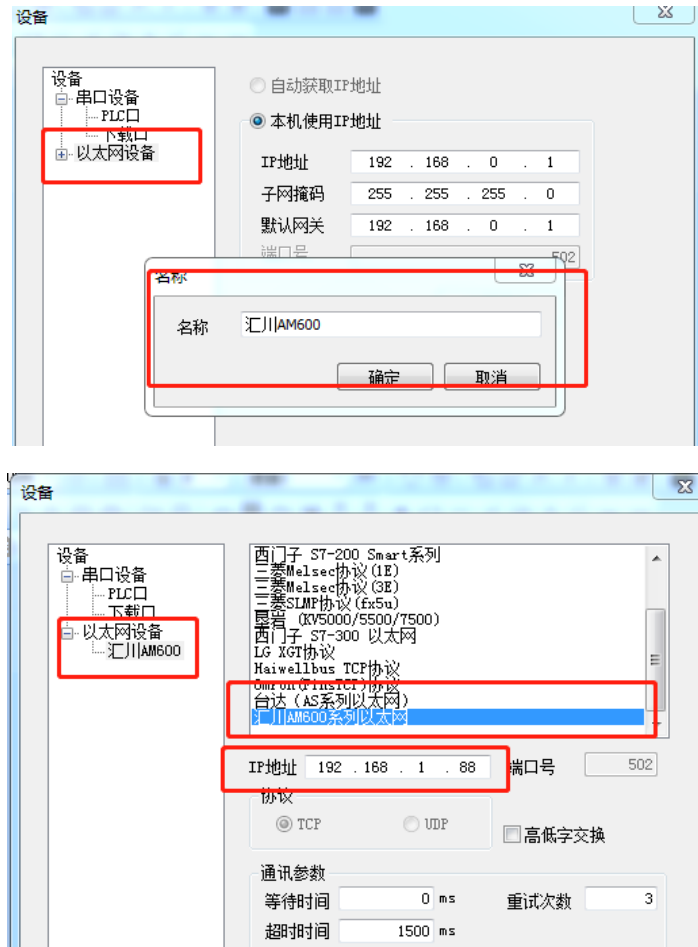 设备
设备
串口设备
PLC口
下载口
以太网设备
自动获取IP地址
本机使用IP地址
IP地址 192 . 168 . 0 . 1
子网掩码 255 . 255 . 255 . 0
默认网关 192 . 168 . 0 . 1
端口号 502
名称
名称 汇川AM600
确定 取消
设备
设备
串口设备
PLC口
下载口
以太网设备
汇川AM600
西门子 S7-200 Smart系列
三菱Melsec协议(1E)
三菱Melsec协议(3E)
三菱SLMP协议(fx5u)
基恩 (KV5000/5500/7500)
西门子 S7-300 以太网
LG XGT协议
Haiwellbus TCP协议
Omron(FinsTCP)协议
台达（AS系列以太网）
汇川AM600系列以太网
IP地址 192 . 168 . 1 . 88 端口号 502
协议
TCP UDP
高低字交换
通讯参数
等待时间 0 ms 重试次数 3
超时时间 1500 ms